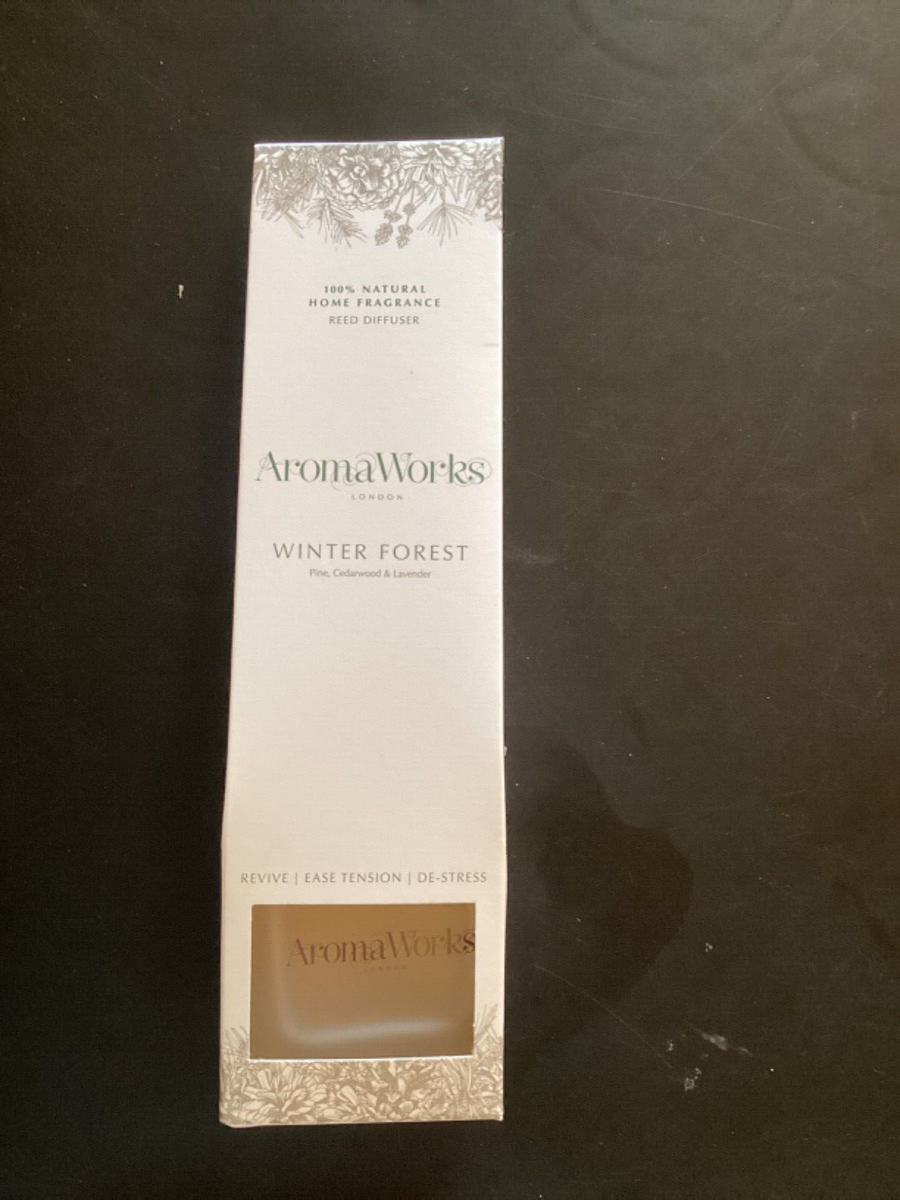 100% NATURAL
HOME FRAGRANCE
REED DIFFUSER
AromaWorks
LONDON
WINTER FOREST
Pine, Cedarwood & Lavender
REVIVE | EASE TENSION | DE-STRESS
AromaWorks
LONDON